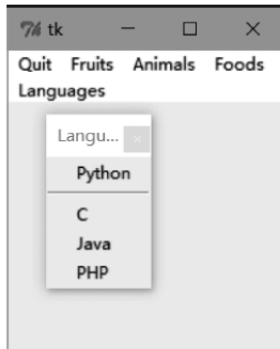 tk
Quit Fruits Animals Foods
Languages
Langu...
Python
C
Java
PHP